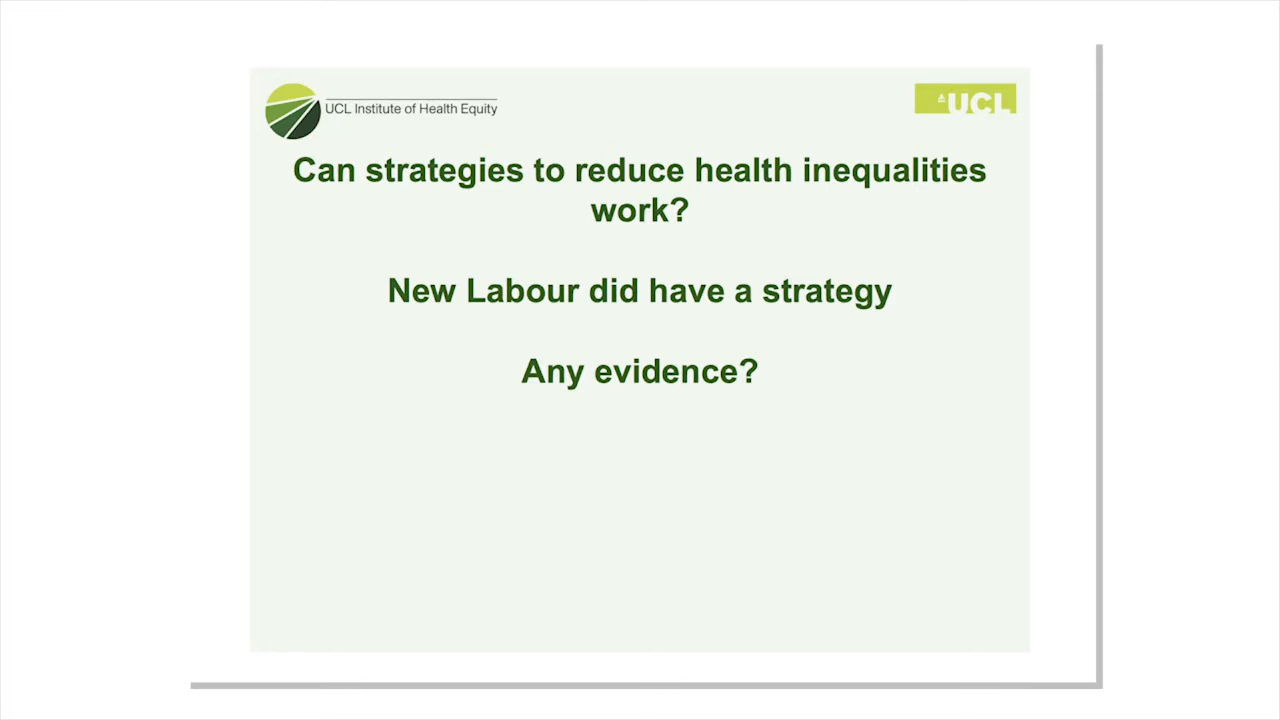 UCL Institute of Health Equity
UCL
Can strategies to reduce health inequalities
work?
New Labour did have a strategy
Any evidence?